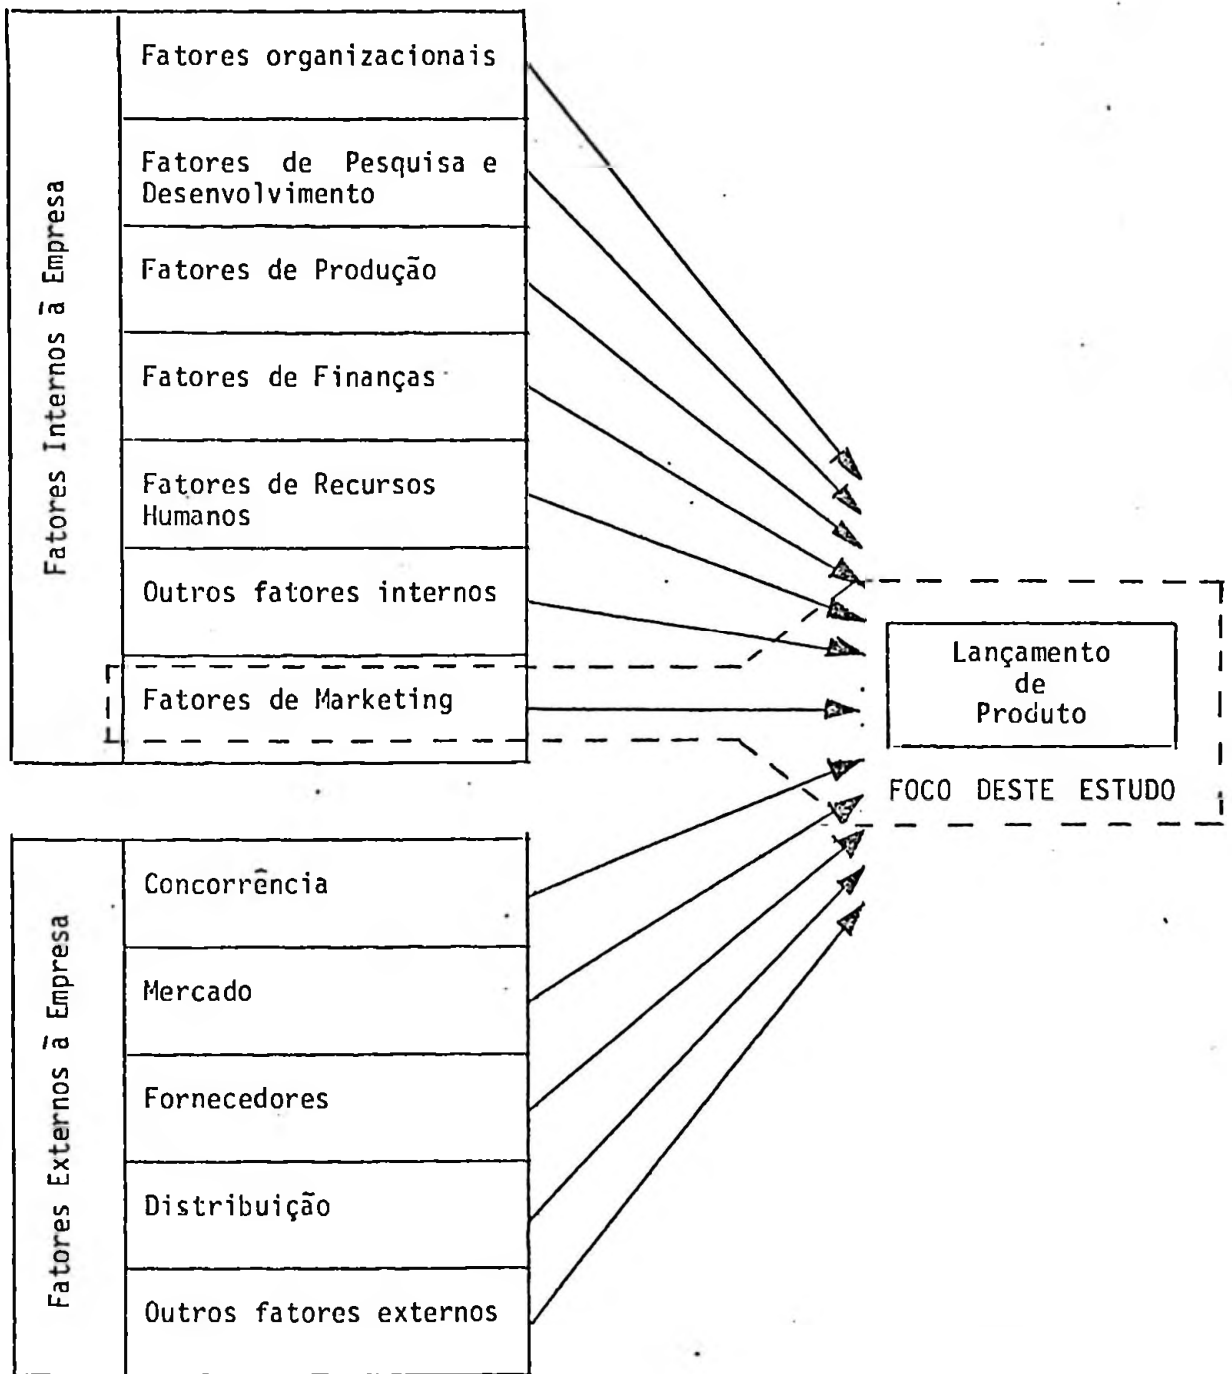 Fatores Internos à Empresa
Fatores organizacionais
Fatores de Pesquisa e
Desenvolvimento
Fatores de Produção
Fatores de Finanças
Fatores de Recursos
Humanos
Outros fatores internos
Fatores de Marketing
Lançamento
de
Produto
FOCO DESTE ESTUDO
Fatores Externos à Empresa
Concorrência
Mercado
Fornecedores
Distribuição
Outros fatores externos